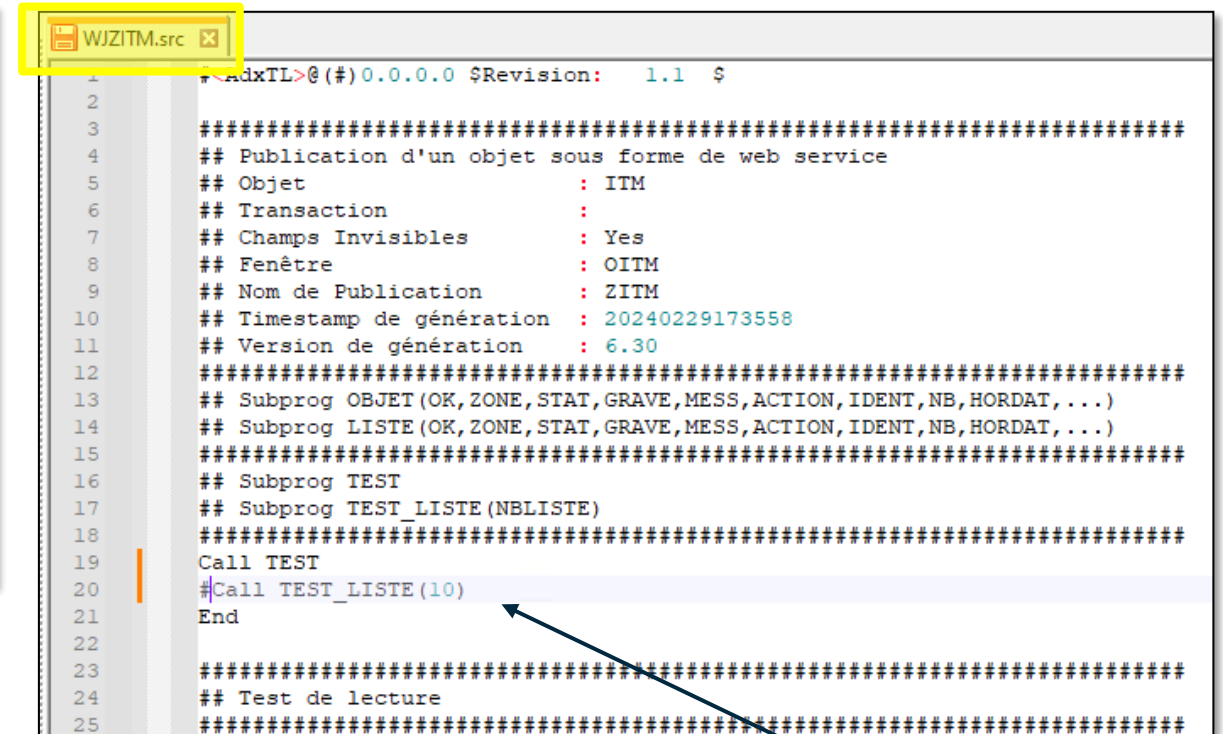 WJZITM.src
1 #<AdxTL>@(#)0.0.0.0 $Revision:   1.1  $
2
3 #########################################################################
4 ## Publication d'un objet sous forme de web service
5 ## Objet                    : ITM
6 ## Transaction              :
7 ## Champs Invisibles        : Yes
8 ## Fenêtre                  : OITM
9 ## Nom de Publication       : ZITM
10 ## Timestamp de génération  : 20240229173558
11 ## Version de génération    : 6.30
12 #########################################################################
13 ## Subprog OBJET(OK,ZONE,STAT,GRAVE,MESS,ACTION,IDENT,NB,HORDAT,...)
14 ## Subprog LISTE(OK,ZONE,STAT,GRAVE,MESS,ACTION,IDENT,NB,HORDAT,...)
15 #########################################################################
16 ## Subprog TEST
17 ## Subprog TEST_LISTE(NBLISTE)
18 #########################################################################
19 Call TEST
20 #Call TEST_LISTE(10)
21 End
22
23 #########################################################################
24 ## Test de lecture
25 #########################################################################